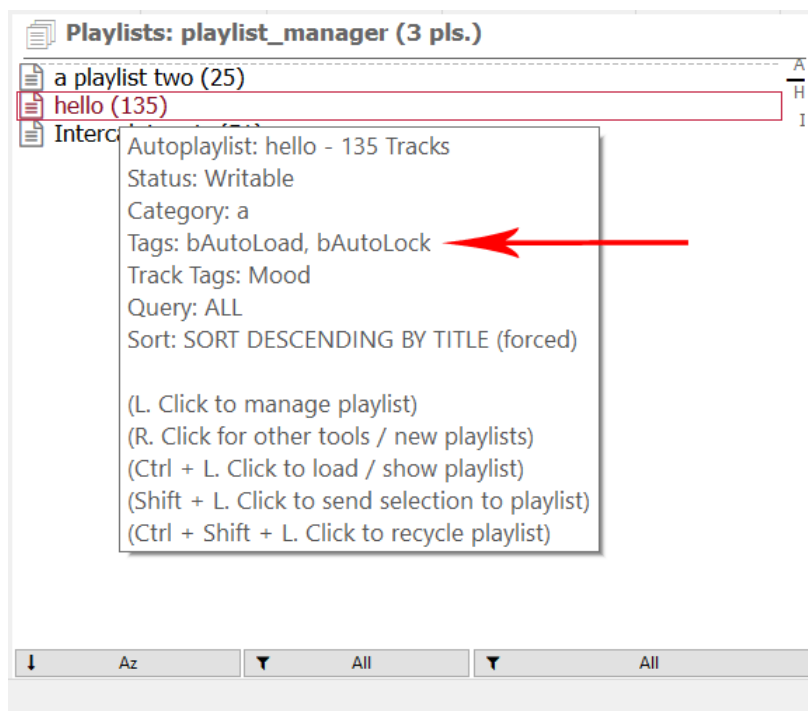 Playlists: playlist_manager (3 pls.)
a playlist two (25)
A
hello (135)
H
I
Autoplaylist: hello - 135 Tracks
Status: Writable
Category: a
Tags: bAutoLoad, bAutoLock
Track Tags: Mood
Query: ALL
Sort: SORT DESCENDING BY TITLE (forced)
(L. Click to manage playlist)
(R. Click for other tools / new playlists)
(Ctrl + L. Click to load / show playlist)
(Shift + L. Click to send selection to playlist)
(Ctrl + Shift + L. Click to recycle playlist)
Az All All